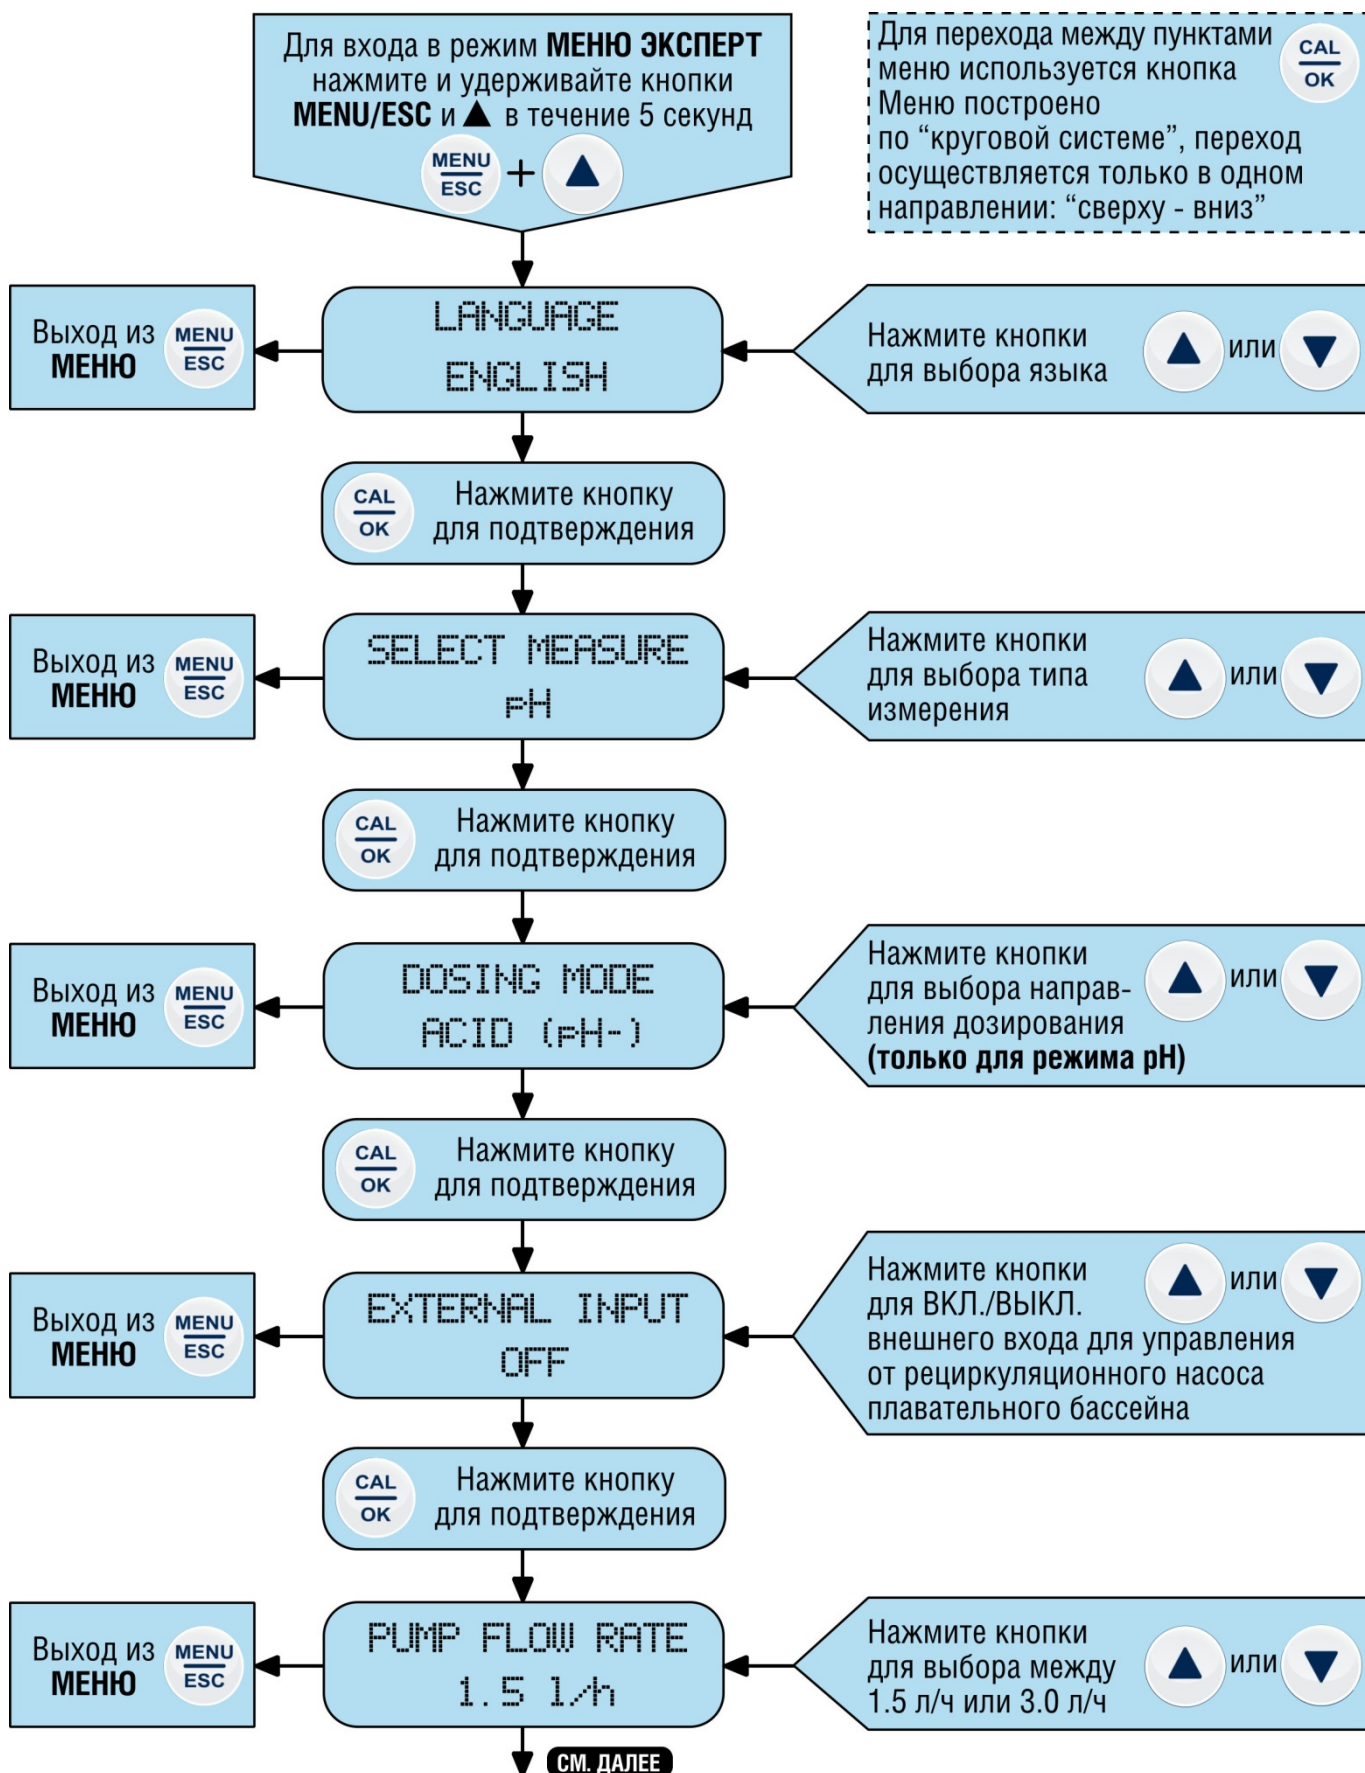 Для входа в режим МЕНЮ ЭКСПЕРТ
нажмите и удерживайте кнопки
MENU/ESC и ▲ в течение 5 секунд
MENU
ESC
+
Для перехода между пунктами
меню используется кнопка
CAL
OK
Меню построено
по “круговой системе”, переход
осуществляется только в одном
направлении: “сверху - вниз”
Выход из
МЕНЮ
MENU
ESC
LANGUAGE
ENGLISH
Нажмите кнопки
для выбора языка
или
CAL
OK
Нажмите кнопку
для подтверждения
Выход из
МЕНЮ
MENU
ESC
SELECT MEASURE
pH
Нажмите кнопки
для выбора типа
измерения
или
CAL
OK
Нажмите кнопку
для подтверждения
Выход из
МЕНЮ
MENU
ESC
DOSING MODE
ACID (pH-)
Нажмите кнопки
для выбора направ-
ления дозирования
(только для режима pH)
или
CAL
OK
Нажмите кнопку
для подтверждения
Выход из
МЕНЮ
MENU
ESC
EXTERNAL INPUT
OFF
Нажмите кнопки
для ВКЛ./ВЫКЛ.
внешнего входа для управления
от рециркуляционного насоса
плавательного бассейна
или
CAL
OK
Нажмите кнопку
для подтверждения
Выход из
МЕНЮ
MENU
ESC
PUMP FLOW RATE
1.5 l/h
Нажмите кнопки
для выбора между
1.5 л/ч или 3.0 л/ч
или
СМ. ДАЛЕЕ